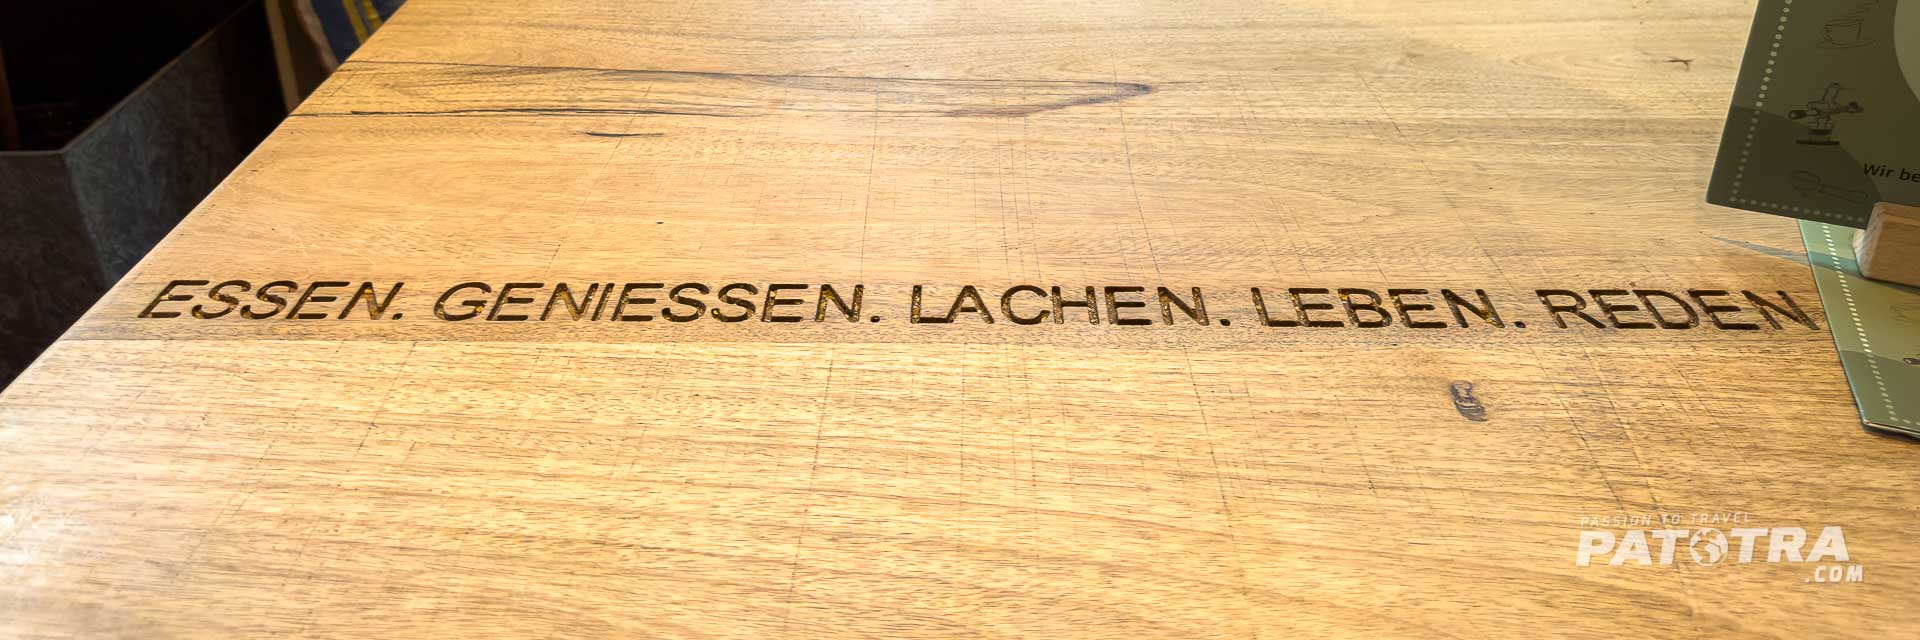 Wir be
ESSEN. GENIESSEN. LACHEN. LEBEN. REDEN
PASSION TO TRAVEL
PATOTRA
.COM